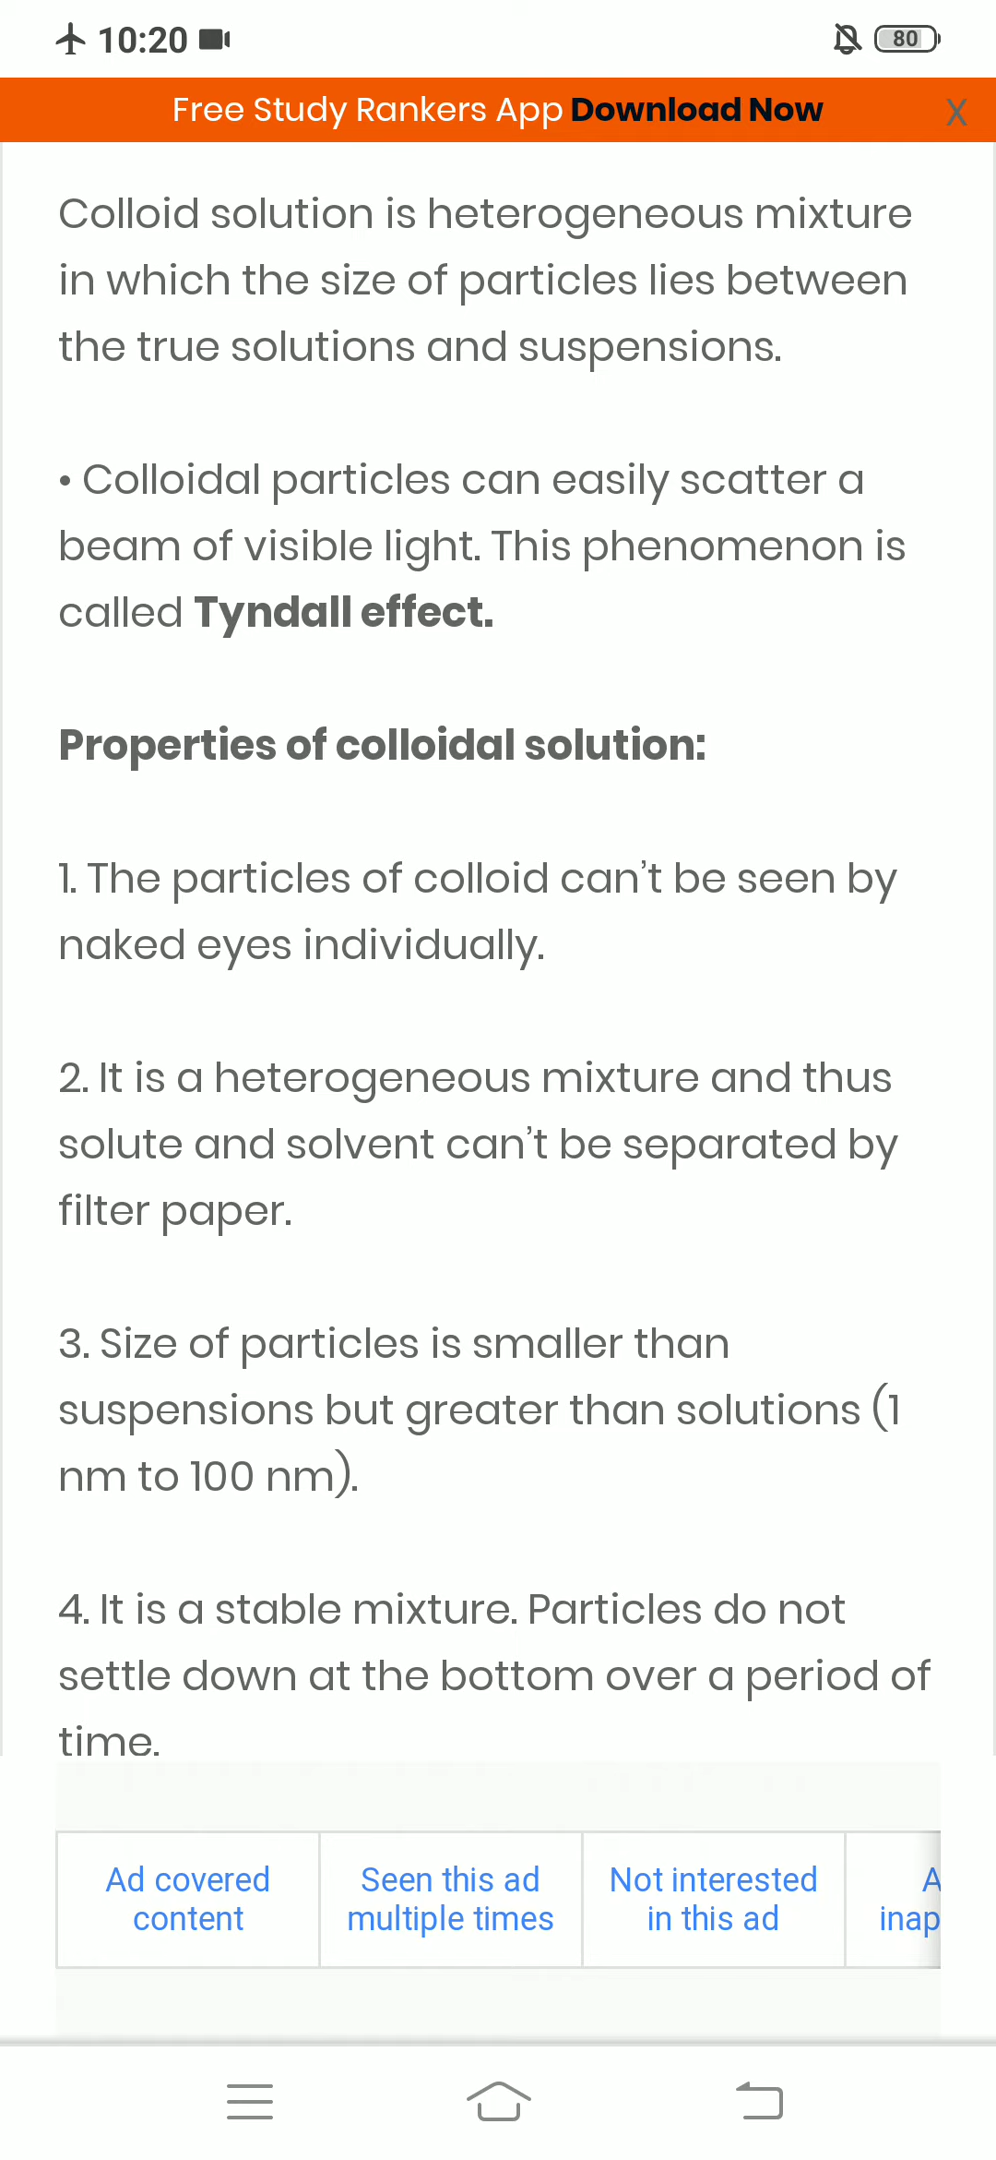 10:20
80
Free Study Rankers App Download Now X
Colloid solution is heterogeneous mixture
in which the size of particles lies between
the true solutions and suspensions.
• Colloidal particles can easily scatter a
beam of visible light. This phenomenon is
called Tyndall effect.
Properties of colloidal solution:
1. The particles of colloid can’t be seen by
naked eyes individually.
2. It is a heterogeneous mixture and thus
solute and solvent can’t be separated by
filter paper.
3. Size of particles is smaller than
suspensions but greater than solutions (1
nm to 100 nm).
4. It is a stable mixture. Particles do not
settle down at the bottom over a period of
time.
Ad covered
content
Seen this ad
multiple times
Not interested
in this ad
A
inap